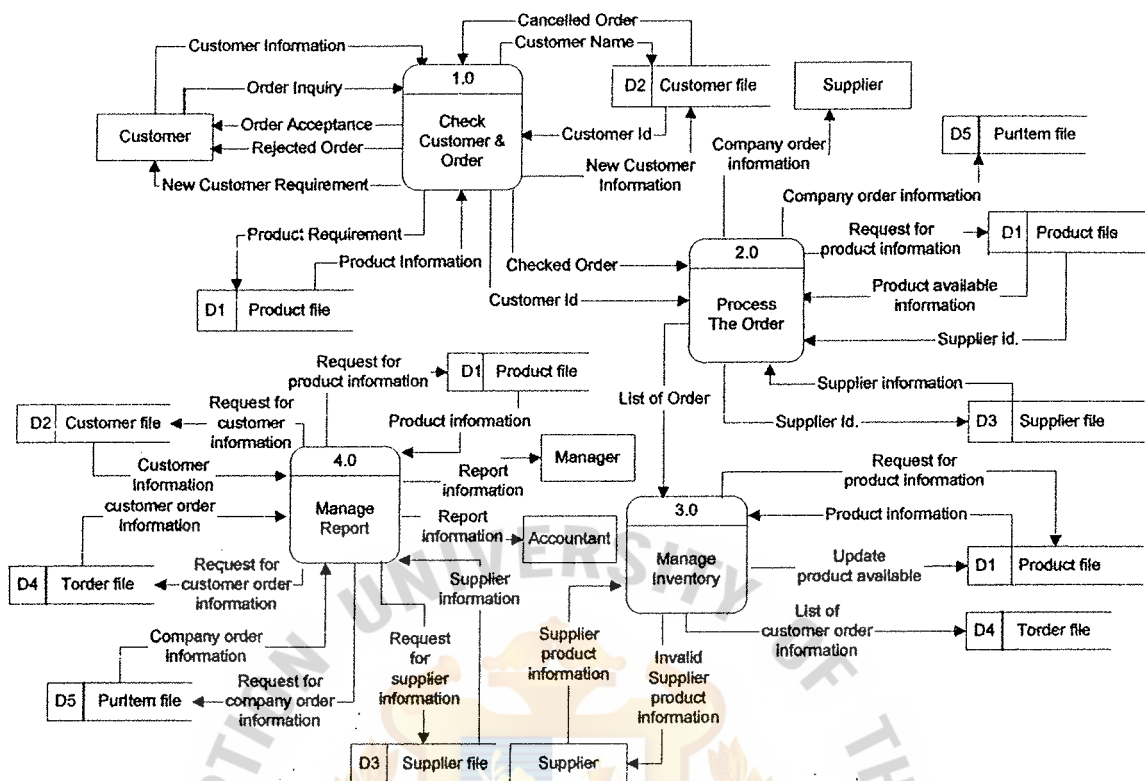 Cancelled Order
Customer Information
Customer Name
1.0
Check
Customer &
Order
D2 Customer file
Supplier
Order Inquiry
Customer
Order Acceptance
Rejected Order
Customer Id
New Customer Requirement
New Customer
Information
Company order
information
D5 PurItem file
Company order information
Product Requirement
Product Information
D1 Product file
Checked Order
Customer Id
2.0
Process
The Order
Request for
product information
D1 Product file
Product available
information
Supplier id.
Supplier information
Supplier Id.
D3 Supplier file
List of Order
Request for
product information
D1 Product file
Product information
D2 Customer file
Request for
customer
information
Customer
Information
4.0
Manage
Report
Report
information
Manager
Report
information
Accountant
customer order
information
D4 Torder file
Request for
customer order
information
Company order
information
D5 PurItem file
Request for
company order
information
Request
for
supplier
information
Supplier
information
D3 Supplier file
3.0
Manage
Inventory
Request for
product information
Product information
Update
product available
D1 Product file
List of
customer order
information
D4 Torder file
Supplier
product
information
Invalid
Supplier
product
information
Supplier
UNIVERSITY OF